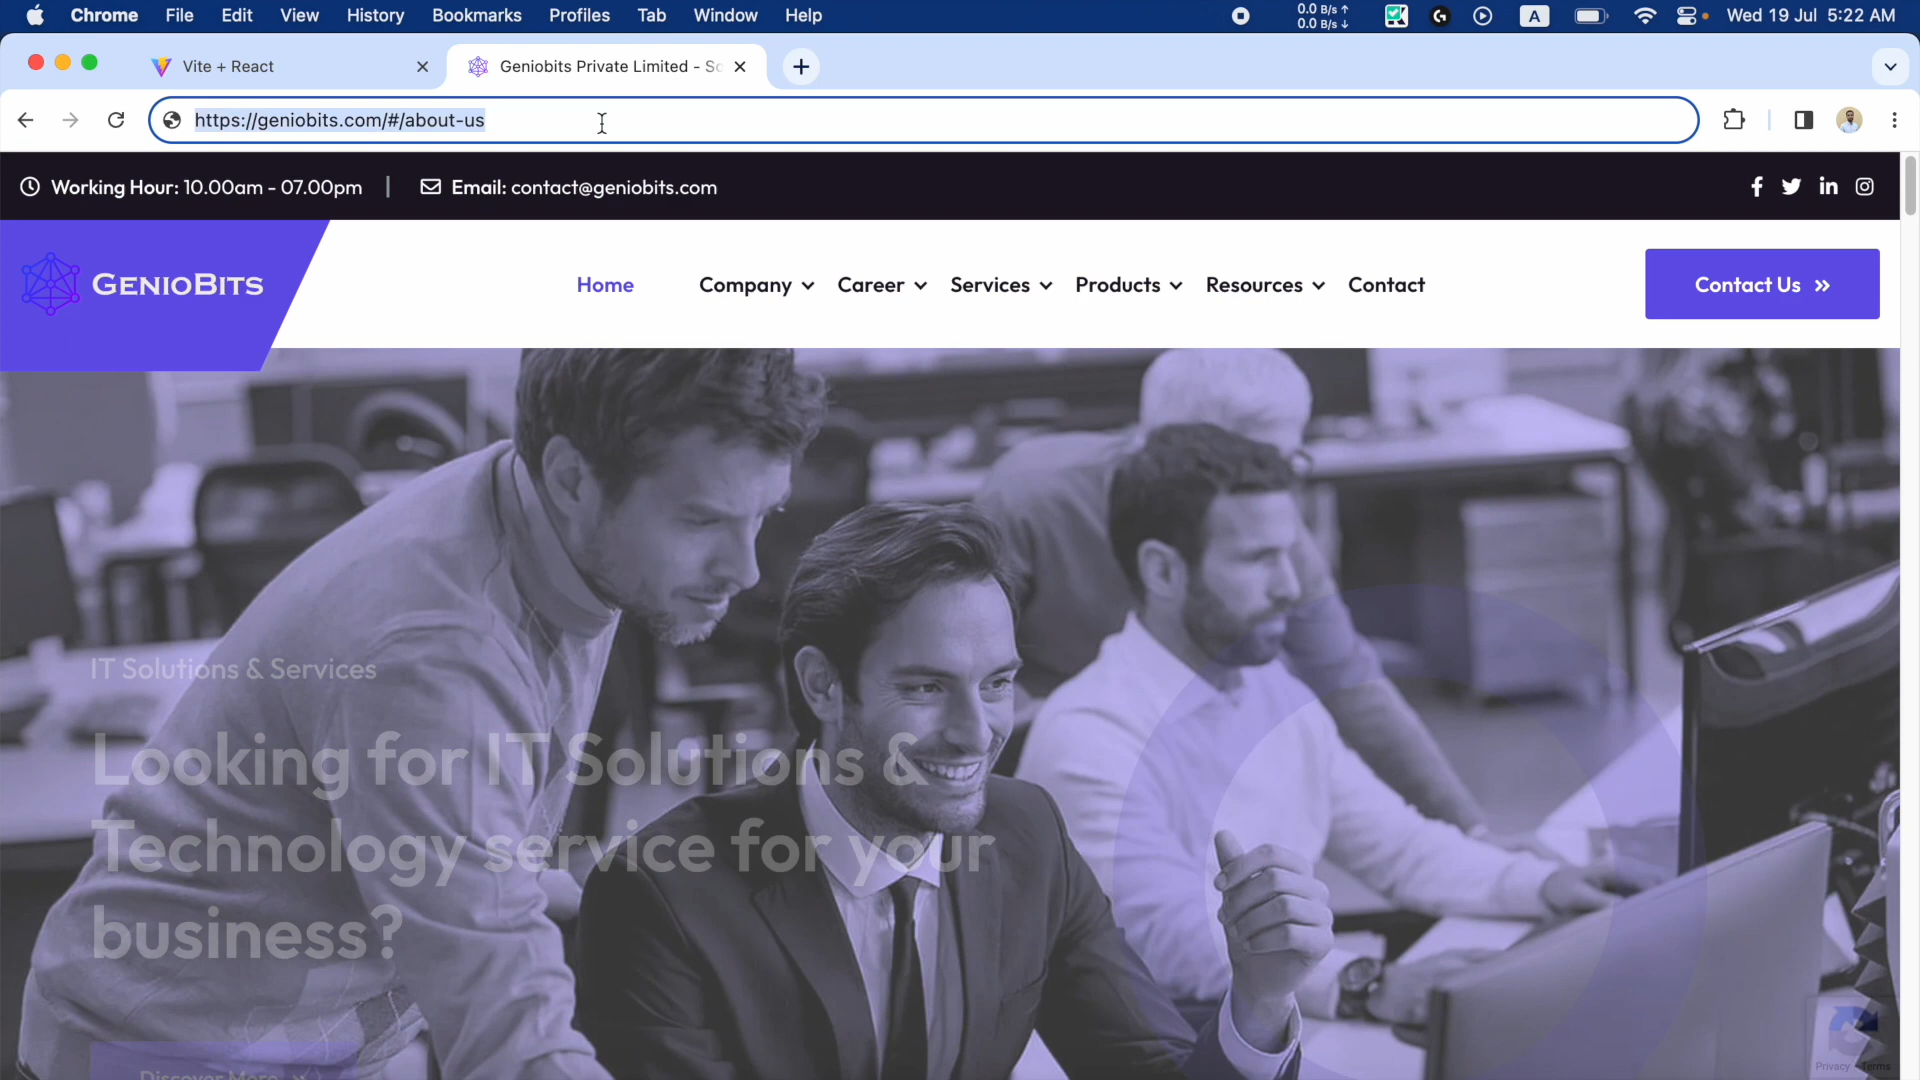 Chrome File Edit View History Bookmarks Profiles Tab Window Help 0.0 B/s ↑ 0.0 B/s ↓ A Wed 19 Jul 5:22 AM
Vite + React
Geniobits Private Limited - So
https://geniobits.com/#/about-us
Working Hour: 10.00am - 07.00pm | Email: contact@geniobits.com
GENIOBITS
Home Company Career Services Products Resources Contact
Contact Us »
IT Solutions & Services
Looking for IT Solutions &
Technology service for your
business?
Discover More »
Privacy - Terms